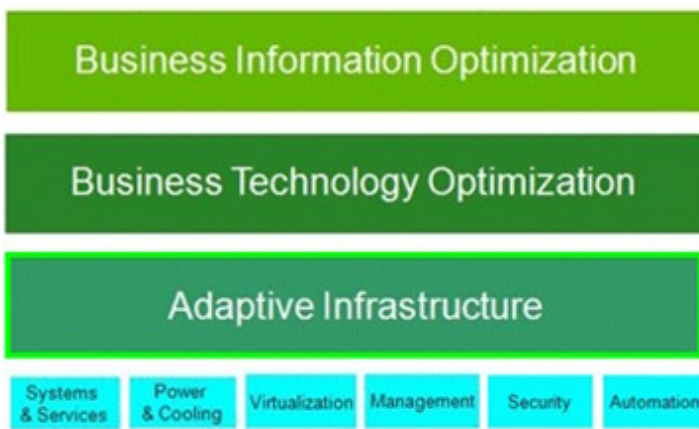 Business Information Optimization
Business Technology Optimization
Adaptive Infrastructure
Systems
& Services
Power
& Cooling
Virtualization
Management
Security
Automation